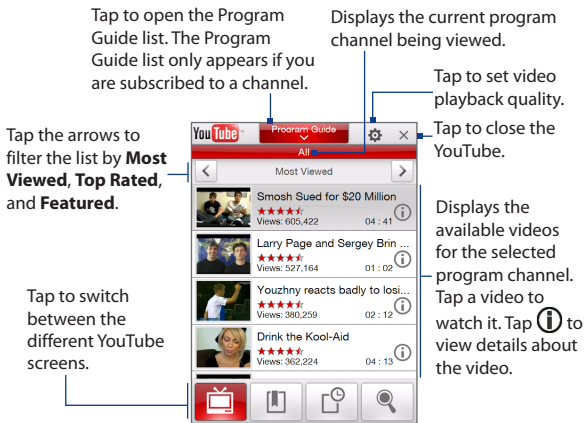 Tap to open the Program
Guide list. The Program
Guide list only appears if you
are subscribed to a channel.
Displays the current program
channel being viewed.
Tap to set video
playback quality.
Tap to close the
YouTube.
Tap the arrows to
filter the list by Most
Viewed, Top Rated,
and Featured.
You Tube
Program Guide
All
Most Viewed
Smosh Sued for $20 Million
Views: 605,422
04 : 41
Larry Page and Sergey Brin ...
Views: 527,164
01 : 02
Youzhny reacts badly to losi...
Views: 380,259
02 : 12
Drink the Kool-Aid
Views: 362,224
04 : 13
Displays the
available videos
for the selected
program channel.
Tap a video to
watch it. Tap i to
view details about
the video.
Tap to switch
between the
different YouTube
screens.